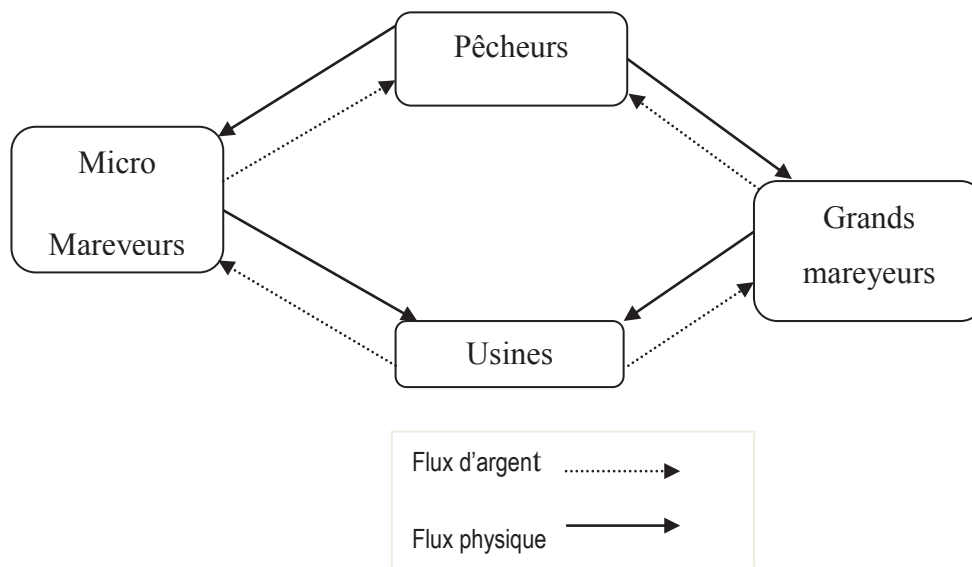 Pêcheurs
Micro
Mareveurs
Grands
mareyeurs
Usines
Flux d'argent
Flux physique